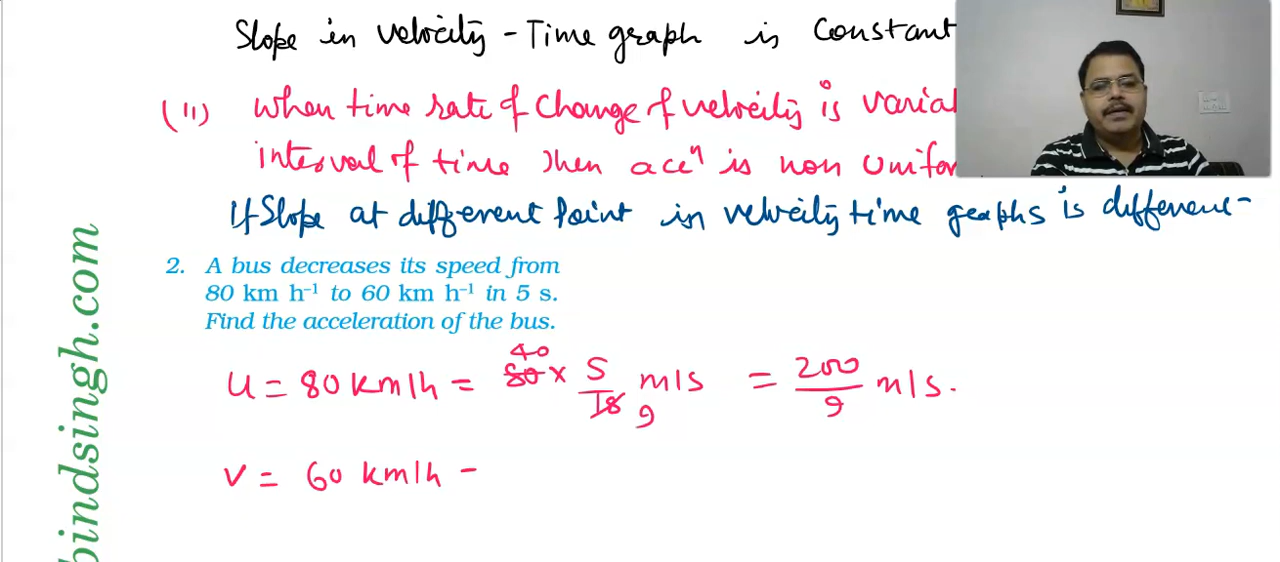 Slope in velocity - Time graph is Constant
(11) When time rate of Change of velocity is varia
interval of time then accⁿ is non Unifor
If Slope at different Point in velocity time graphs is different-
2. A bus decreases its speed from
80 km h⁻¹ to 60 km h⁻¹ in 5 s.
Find the acceleration of the bus.
U = 80 km/h = 80 40 × 5/18 9 m/s = 200/9 m/s.
V = 60 km/h -
bindsingh.com